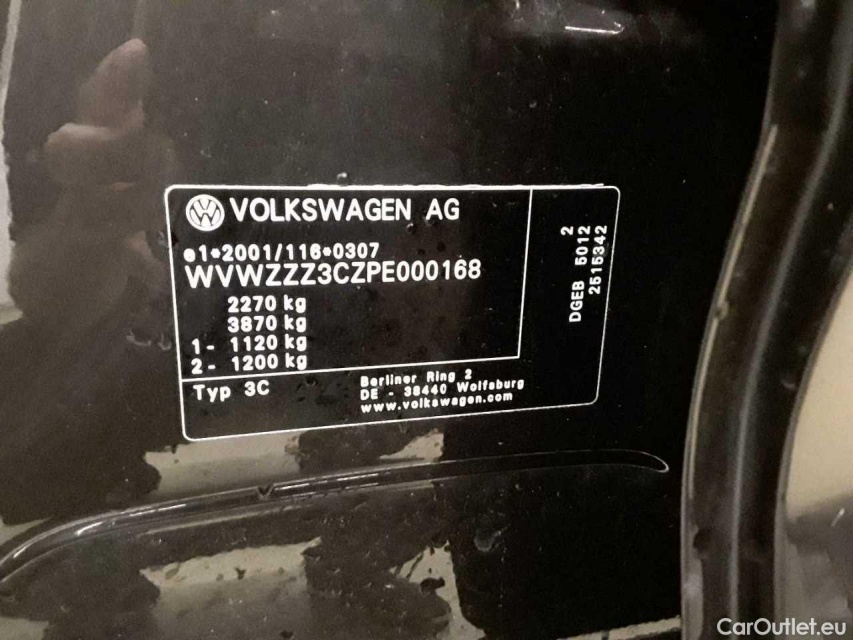 VOLKSWAGEN AG
e1*2001/116*0307
WVWZZZ3CZPE000168
2270 kg
3870 kg
1- 1120 kg
2- 1200 kg
Typ 3C
Berliner Ring 2
DE - 38440 Wolfsburg
www.volkswagen.com
2
DGEB 5012
2515342
CarOutlet.eu